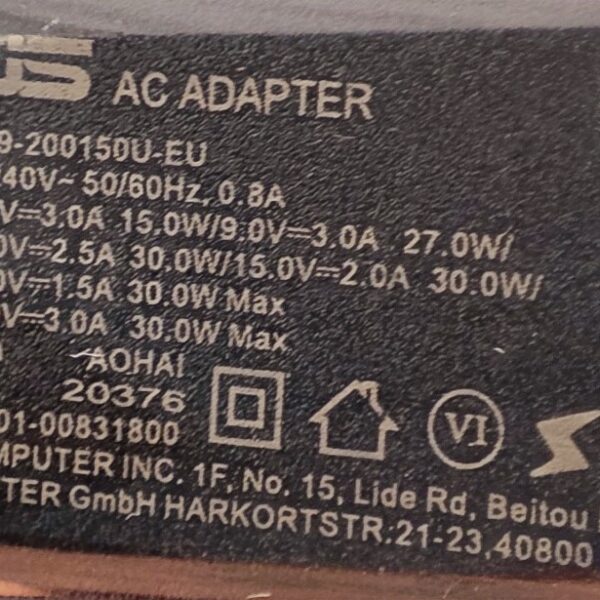 US AC ADAPTER
9-200150U-EU
40V~50/60Hz, 0.8A
V⎓3.0A 15.0W/9.0V⎓3.0A 27.0W/
0V⎓2.5A 30.0W/15.0V⎓2.0A 30.0W/
0V⎓1.5A 30.0W Max
V⎓3.0A 30.0W Max
AOHAI
20376
01-00831800
VI
MPUTER INC. 1F, No. 15, Lide Rd, Beitou
TER GmbH HARKORTSTR.21-23,40800